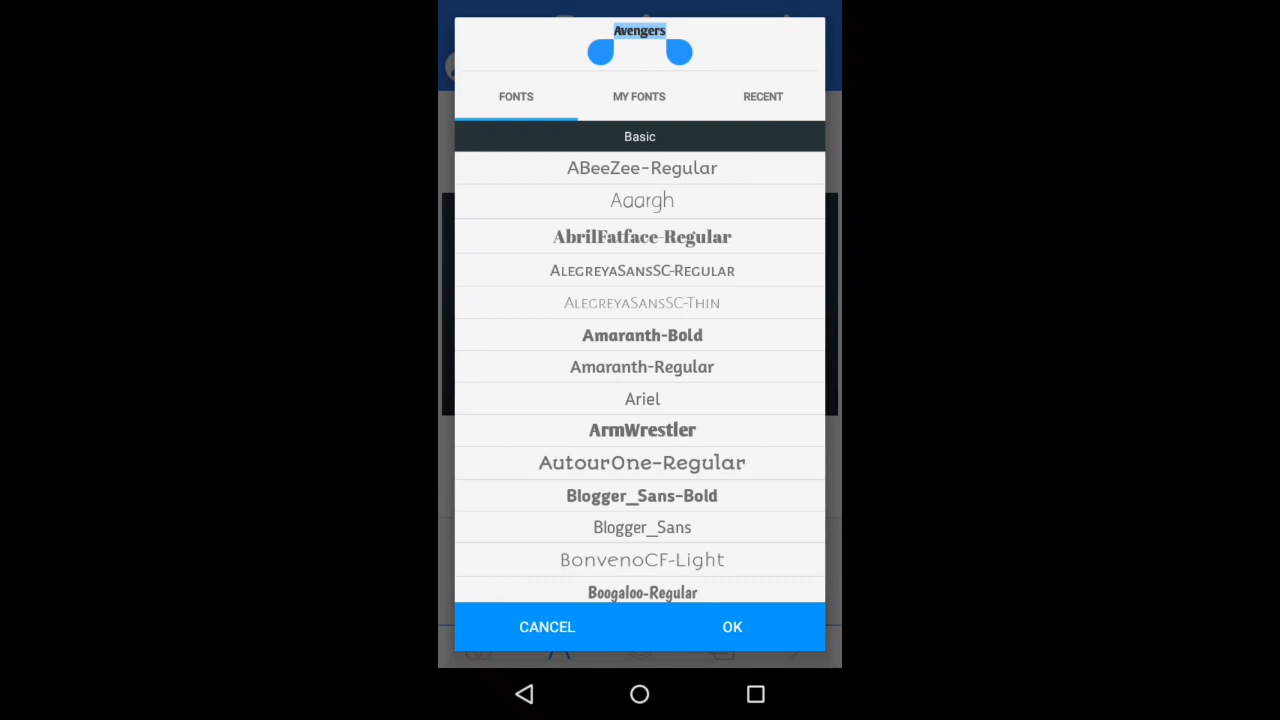 Avengers
FONTS MY FONTS RECENT
Basic
ABeeZee-Regular
Aaargh
AbrilFatface-Regular
AlegreyaSansSC-Regular
AlegreyaSansSC-Thin
Amaranth-Bold
Amaranth-Regular
Ariel
ArmWrestler
AutourOne-Regular
Blogger_Sans-Bold
Blogger_Sans
BonvenoCF-Light
Boogaloo-Regular
CANCEL OK